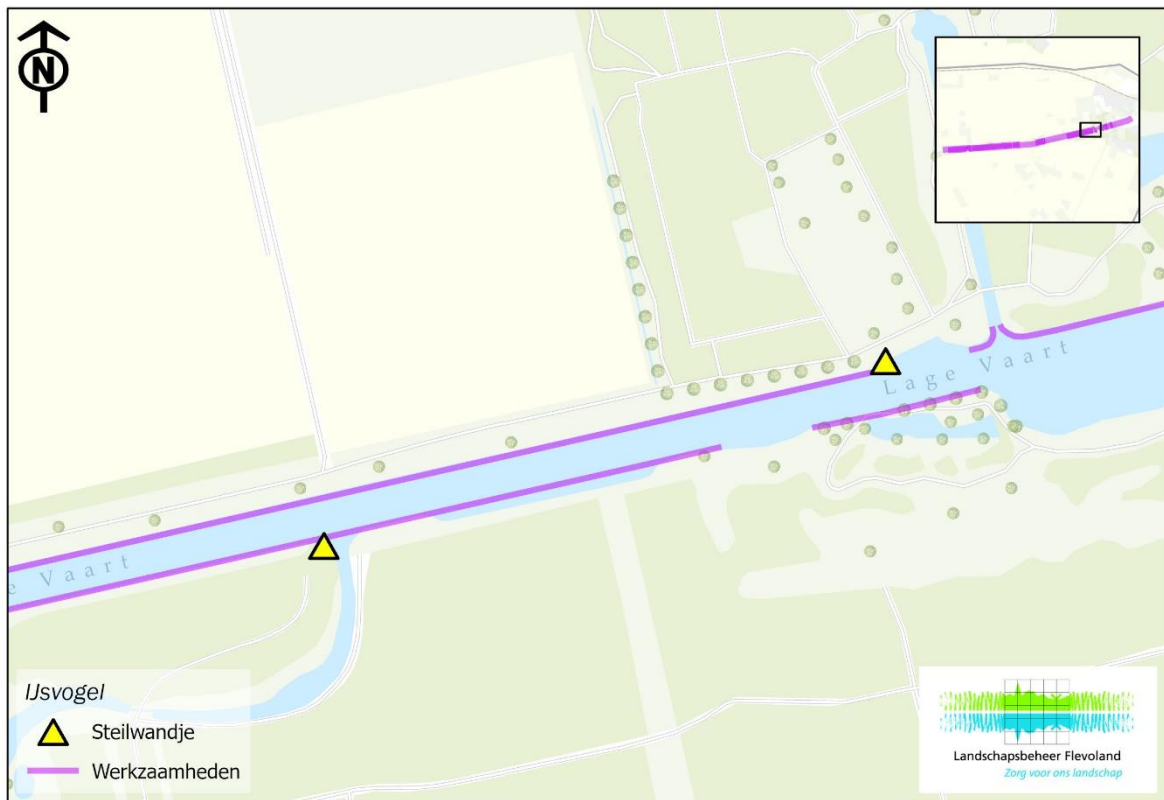 N
Lage Vaart
e Vaart
IJsvogel
Steilwandje
Werkzaamheden
Landschapsbeheer Flevoland
Zorg voor ons landschap